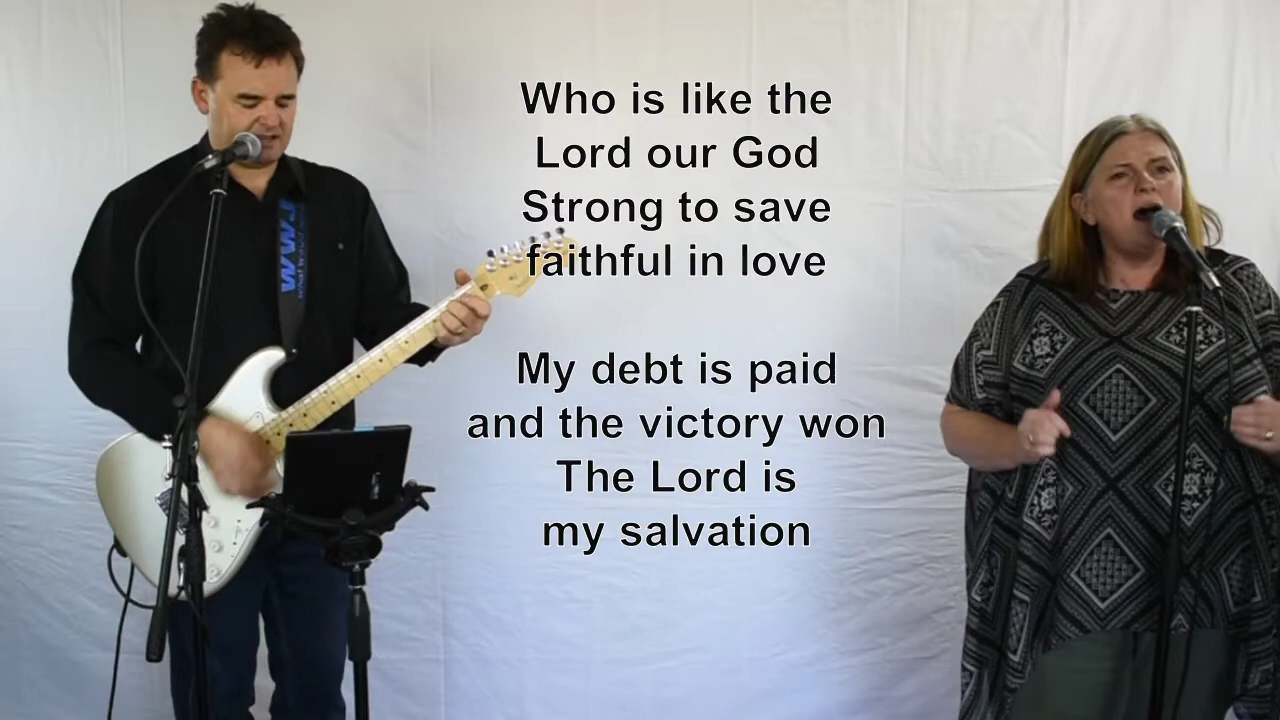 Who is like the
Lord our God
Strong to save
faithful in love
My debt is paid
and the victory won
The Lord is
my salvation